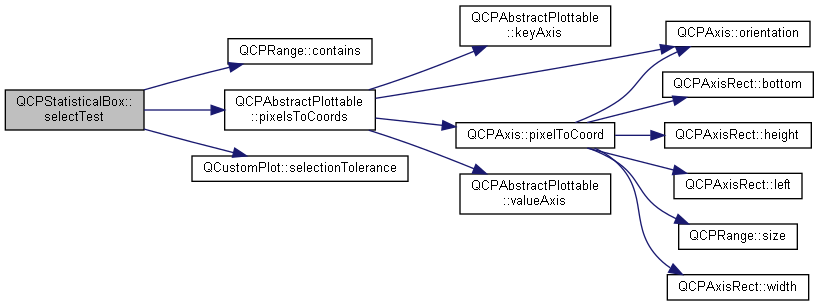 QCPStatisticalBox::
selectTest
QCPRange::contains
QCPAbstractPlottable
::pixelsToCoords
QCustomPlot::selectionTolerance
QCPAbstractPlottable
::keyAxis
QCPAxis::pixelToCoord
QCPAbstractPlottable
::valueAxis
QCPAxis::orientation
QCPAxisRect::bottom
QCPAxisRect::height
QCPAxisRect::left
QCPRange::size
QCPAxisRect::width